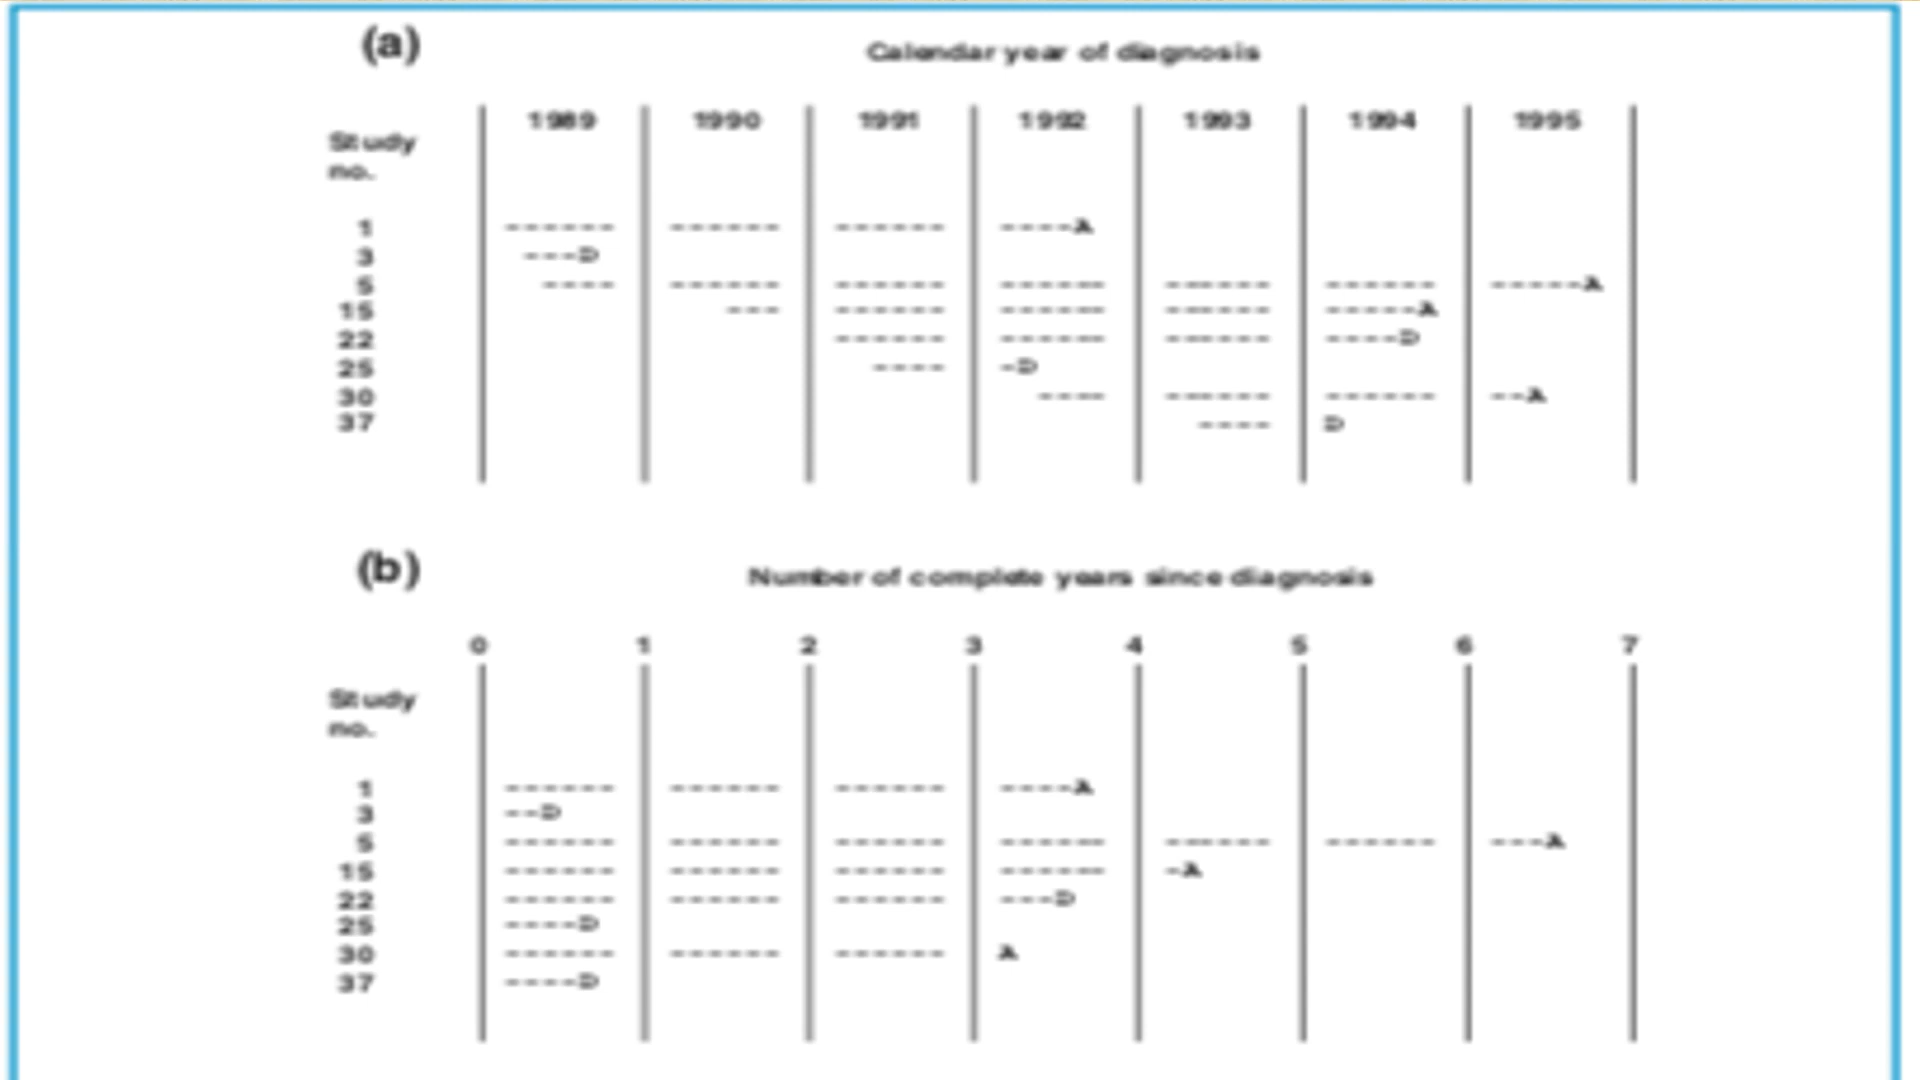 (a)
Calendar year of diagnosis
1989 1990 1991 1992 1993 1994 1995
Study
no.
1 ------ ------ ------ ----A
3 ---D
5 ---- ------ ------ ------ ------ ------ -----A
15 --- ------ ------ ------ -----A
22 ------ ------ ------ ----D
25 ---- -D
30 ---- ------ ------ --A
37 ---- D
(b)
Number of complete years since diagnosis
0 1 2 3 4 5 6 7
Study
no.
1 ------ ------ ------ ----A
3 --D
5 ------ ------ ------ ------ ------ ------ ---A
15 ------ ------ ------ ------ -A
22 ------ ------ ------ ---D
25 ----D
30 ------ ------ ------ A
37 ----D